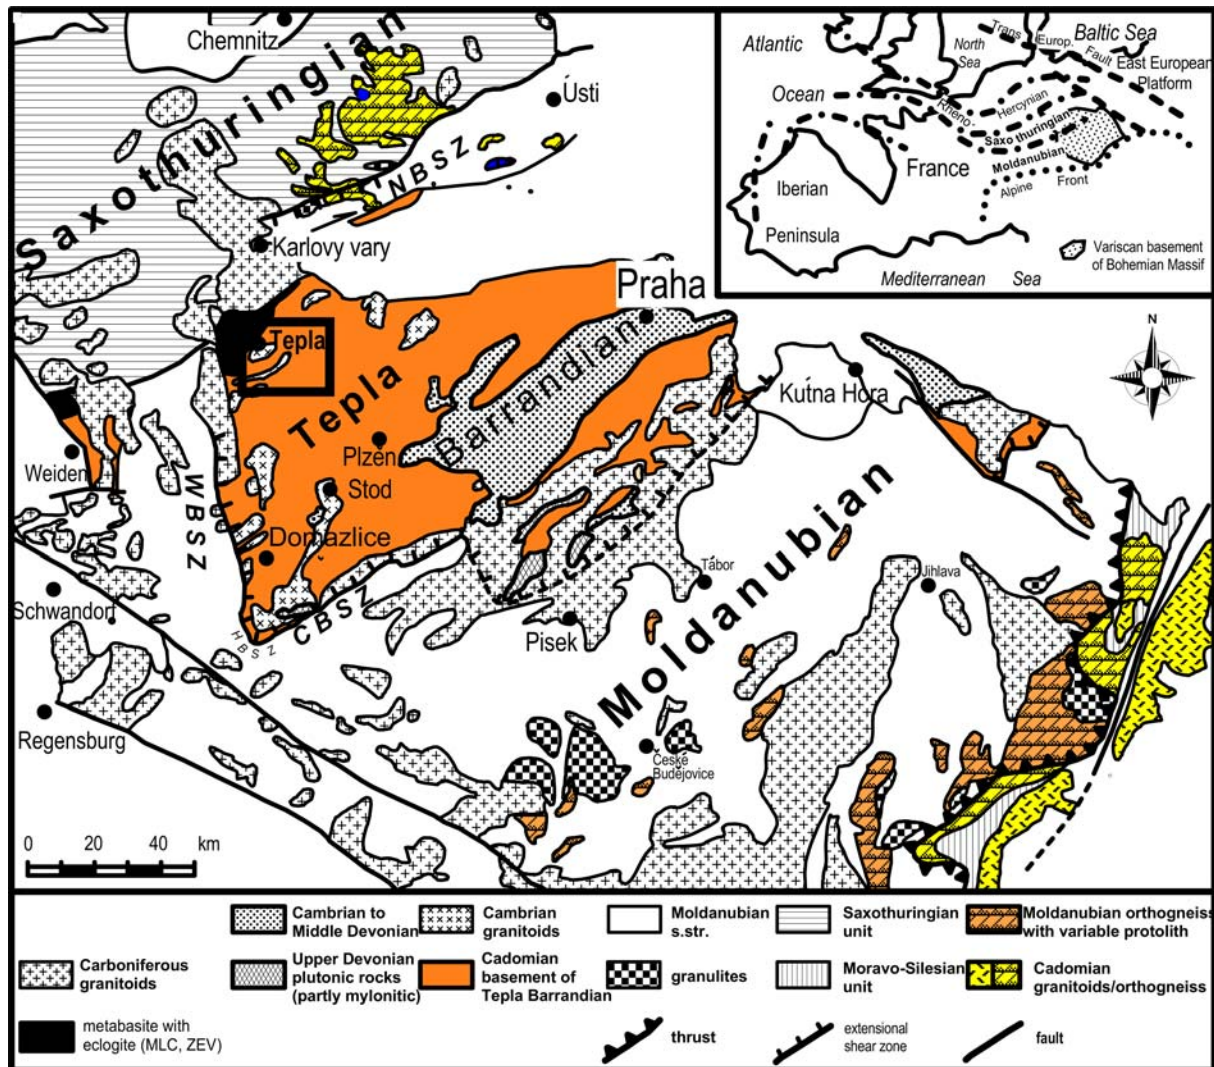 Chemnitz
Saxothuringian
Ústi
NBSZ
Karlovy vary
Praha
Tepla
Tepla
Barrandian
Plzen
Stod
Domazlice
Weiden
WBSZ
CBSZ
HBSZ
Schwandorf
Regensburg
Kutna Hora
Moldanubian
Tábor
Jihlava
Pisek
České
Budějovice
N
0 20 40 km
Atlantic
Ocean
North
Sea
Baltic Sea
Trans Europ. Fault
East European
Platform
Rheno-
Hercynian
Saxo thuringian
Moldanubian
Alpine Front
France
Iberian
Peninsula
Mediterranean Sea
Variscan basement
of Bohemian Massif
Cambrian to
Middle Devonian
Cambrian
granitoids
Moldanubian
s.str.
Saxothuringian
unit
Moldanubian orthogneiss
with variable protolith
Carboniferous
granitoids
Upper Devonian
plutonic rocks
(partly mylonitic)
Cadomian
basement of
Tepla Barrandian
granulites
Moravo-Silesian
unit
Cadomian
granitoids/orthogneiss
metabasite with
eclogite (MLC, ZEV)
thrust
extensional
shear zone
fault